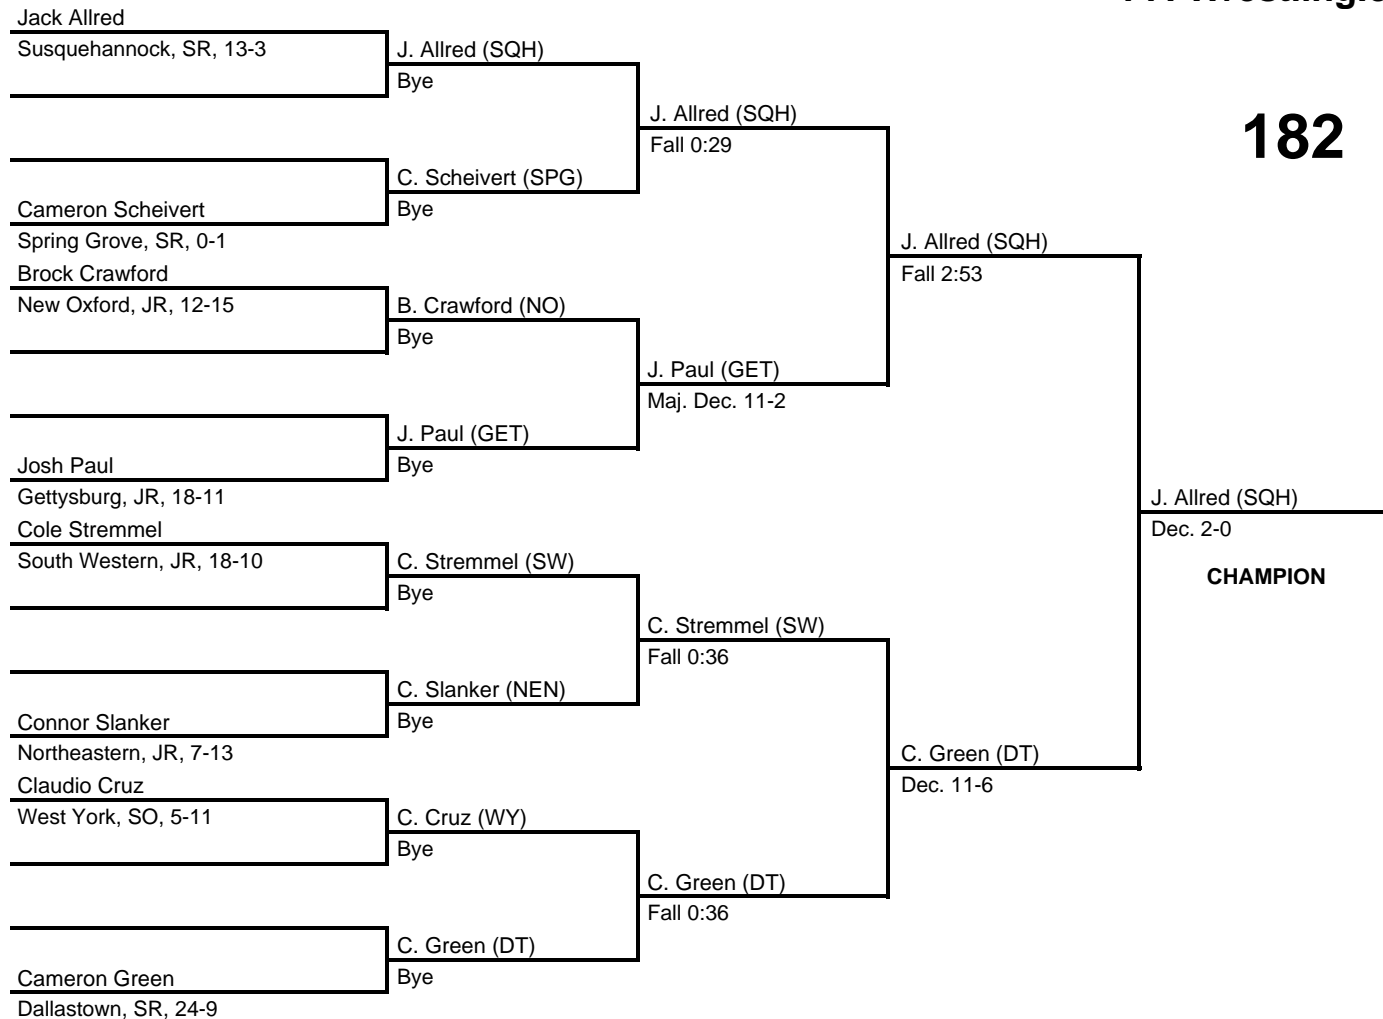 Jack Allred
Susquehannock, SR, 13-3
J. Allred (SQH)
Bye
J. Allred (SQH)
Fall 0:29
182
C. Scheivert (SPG)
Bye
Cameron Scheivert
Spring Grove, SR, 0-1
J. Allred (SQH)
Fall 2:53
Brock Crawford
New Oxford, JR, 12-15
B. Crawford (NO)
Bye
J. Paul (GET)
Maj. Dec. 11-2
J. Paul (GET)
Bye
Josh Paul
Gettysburg, JR, 18-11
J. Allred (SQH)
Dec. 2-0
CHAMPION
Cole Stremmel
South Western, JR, 18-10
C. Stremmel (SW)
Bye
C. Stremmel (SW)
Fall 0:36
C. Slanker (NEN)
Bye
Connor Slanker
Northeastern, JR, 7-13
C. Green (DT)
Dec. 11-6
Claudio Cruz
West York, SO, 5-11
C. Cruz (WY)
Bye
C. Green (DT)
Fall 0:36
C. Green (DT)
Bye
Cameron Green
Dallastown, SR, 24-9